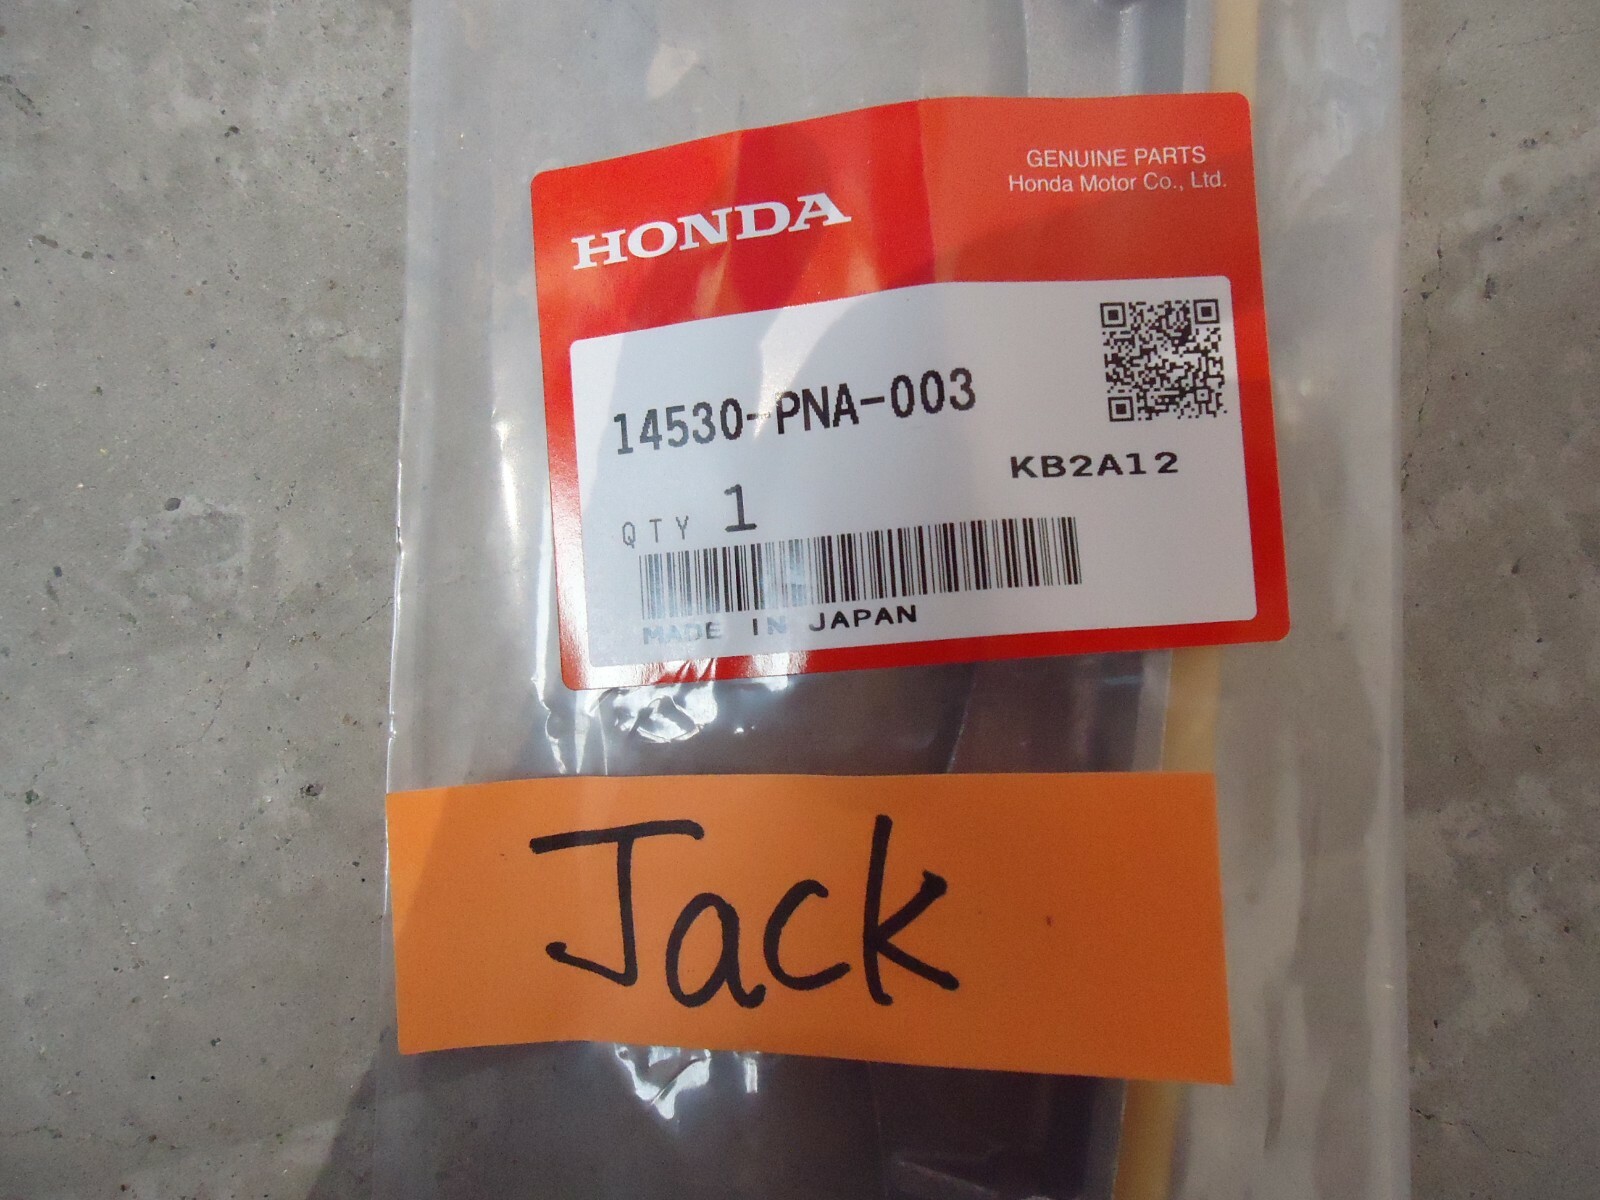 GENUINE PARTS
Honda Motor Co., Ltd.
HONDA
14530-PNA-003
KB2A12
QTY 1
MADE IN JAPAN
Jack